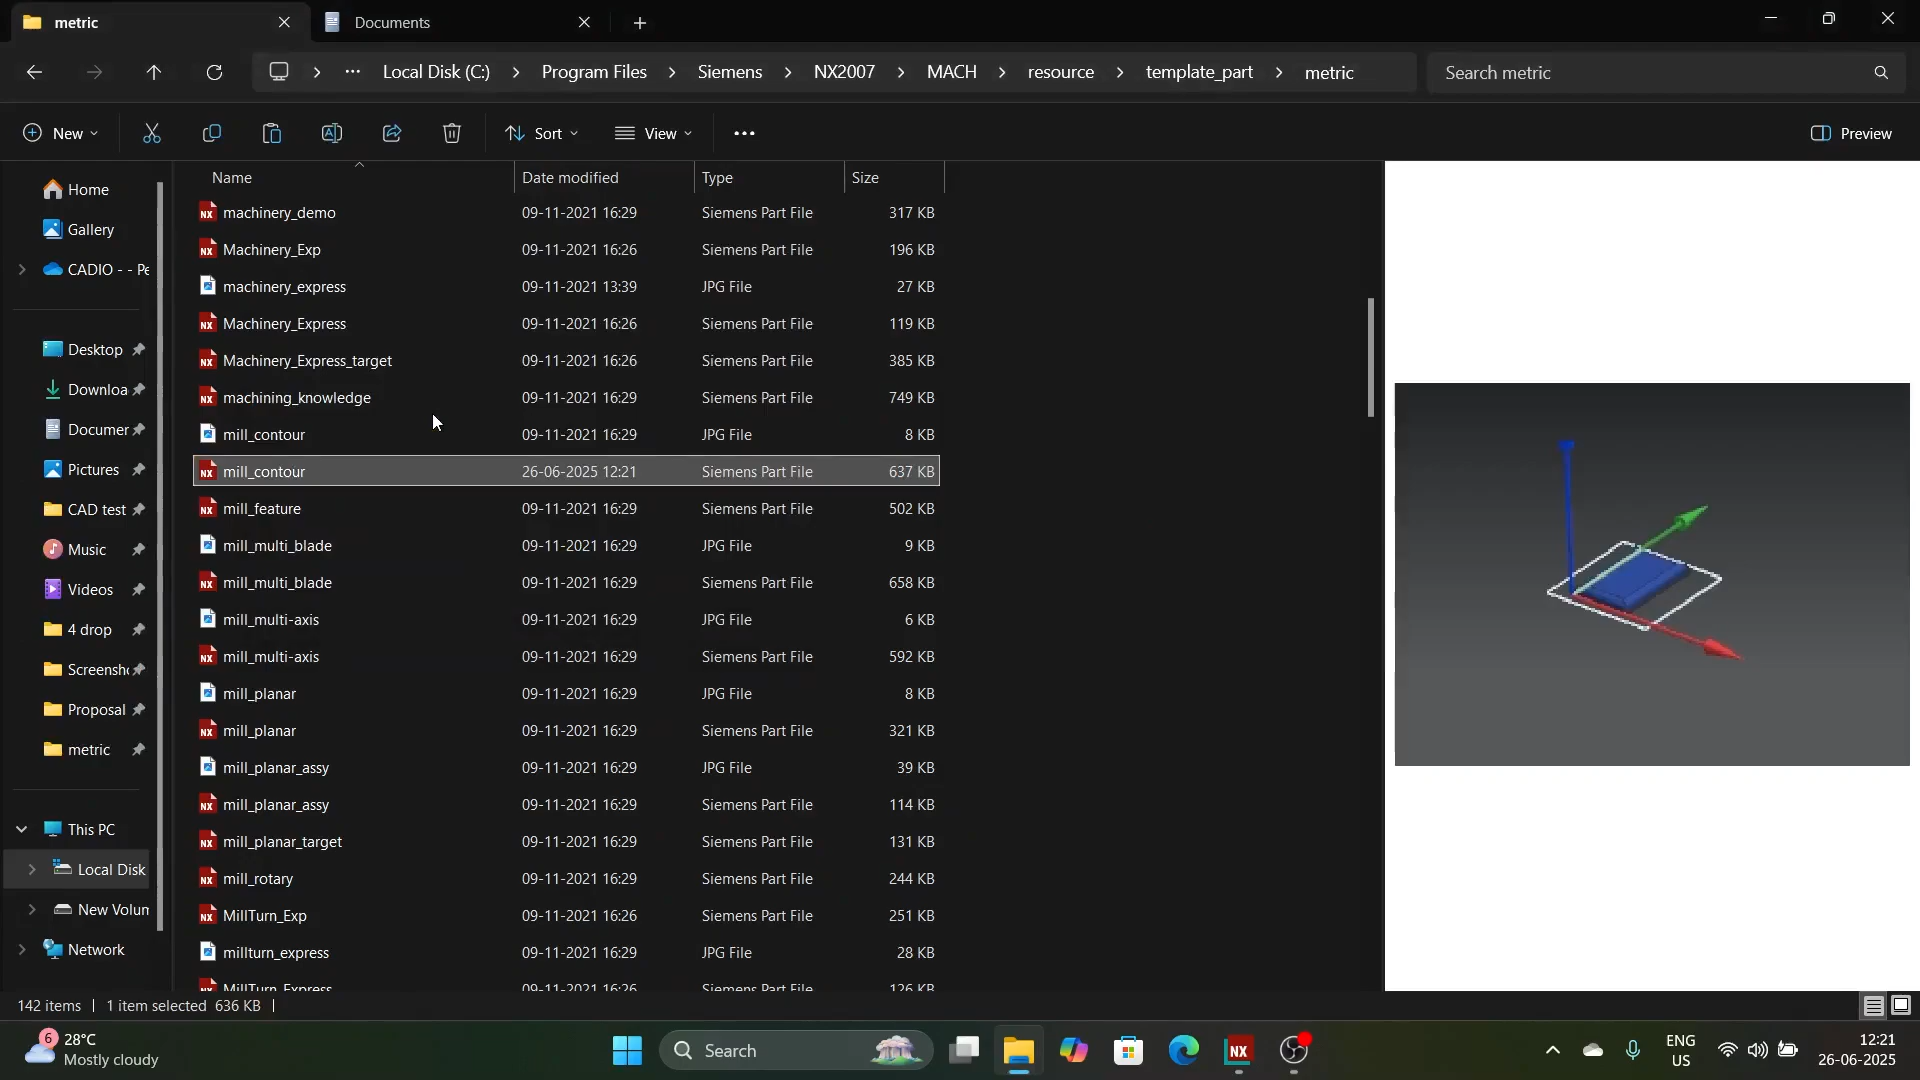 metric
Documents
Local Disk (C:) > Program Files > Siemens > NX2007 > MACH > resource > template_part > metric
Search metric
New
Sort
View
Preview
Name Date modified Type Size
Home
Gallery
CADIO - - Pe
Desktop
Downloa
Documer
Pictures
CAD test
Music
Videos
4 drop
Screensh
Proposal
metric
This PC
Local Disk
New Volum
Network
machinery_demo 09-11-2021 16:29 Siemens Part File 317 KB
Machinery_Exp 09-11-2021 16:26 Siemens Part File 196 KB
machinery_express 09-11-2021 13:39 JPG File 27 KB
Machinery_Express 09-11-2021 16:26 Siemens Part File 119 KB
Machinery_Express_target 09-11-2021 16:26 Siemens Part File 385 KB
machining_knowledge 09-11-2021 16:29 Siemens Part File 749 KB
mill_contour 09-11-2021 16:29 JPG File 8 KB
mill_contour 26-06-2025 12:21 Siemens Part File 637 KB
mill_feature 09-11-2021 16:29 Siemens Part File 502 KB
mill_multi_blade 09-11-2021 16:29 JPG File 9 KB
mill_multi_blade 09-11-2021 16:29 Siemens Part File 658 KB
mill_multi-axis 09-11-2021 16:29 JPG File 6 KB
mill_multi-axis 09-11-2021 16:29 Siemens Part File 592 KB
mill_planar 09-11-2021 16:29 JPG File 8 KB
mill_planar 09-11-2021 16:29 Siemens Part File 321 KB
mill_planar_assy 09-11-2021 16:29 JPG File 39 KB
mill_planar_assy 09-11-2021 16:29 Siemens Part File 114 KB
mill_planar_target 09-11-2021 16:29 Siemens Part File 131 KB
mill_rotary 09-11-2021 16:29 Siemens Part File 244 KB
MillTurn_Exp 09-11-2021 16:26 Siemens Part File 251 KB
millturn_express 09-11-2021 16:29 JPG File 28 KB
MillTurn_Express 09-11-2021 16:26 Siemens Part File 126 KB
142 items | 1 item selected 636 KB |
6
28°C
Mostly cloudy
Search
NX
ENG
US
12:21
26-06-2025